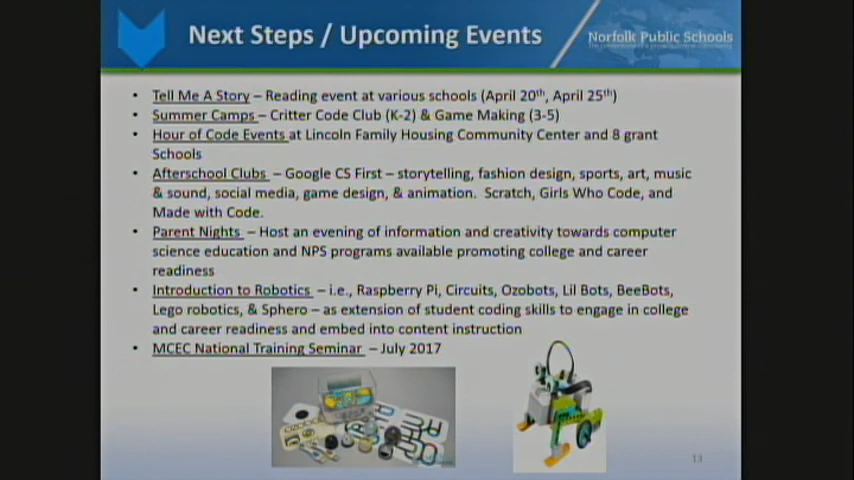 Next Steps / Upcoming Events
Norfolk Public Schools
• Tell Me A Story – Reading event at various schools (April 20th, April 25th)
• Summer Camps – Critter Code Club (K-2) & Game Making (3-5)
• Hour of Code Events at Lincoln Family Housing Community Center and 8 grant
Schools
• Afterschool Clubs – Google CS First – storytelling, fashion design, sports, art, music
& sound, social media, game design, & animation. Scratch, Girls Who Code, and
Made with Code.
• Parent Nights – Host an evening of information and creativity towards computer
science education and NPS programs available promoting college and career
readiness
• Introduction to Robotics – i.e., Raspberry Pi, Circuits, Ozobots, Lil Bots, BeeBots,
Lego robotics, & Sphero – as extension of student coding skills to engage in college
and career readiness and embed into content instruction
• MCEC National Training Seminar – July 2017
13